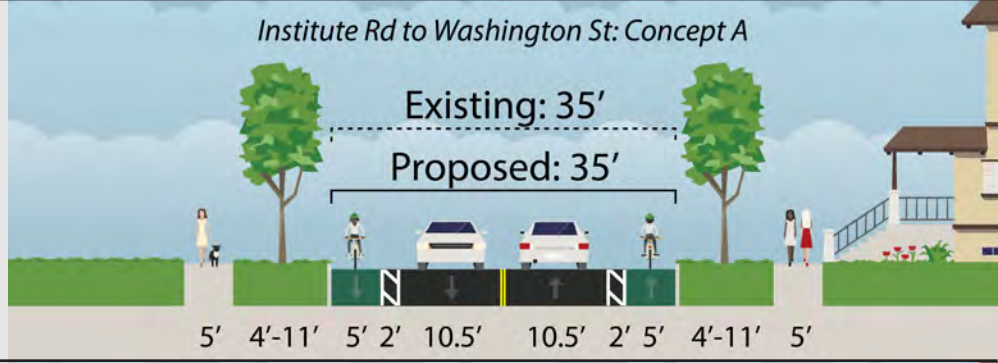 Institute Rd to Washington St: Concept A
Existing: 35’
Proposed: 35’
5’ 4’-11’ 5’ 2’ 10.5’ 10.5’ 2’ 5’ 4’-11’ 5’